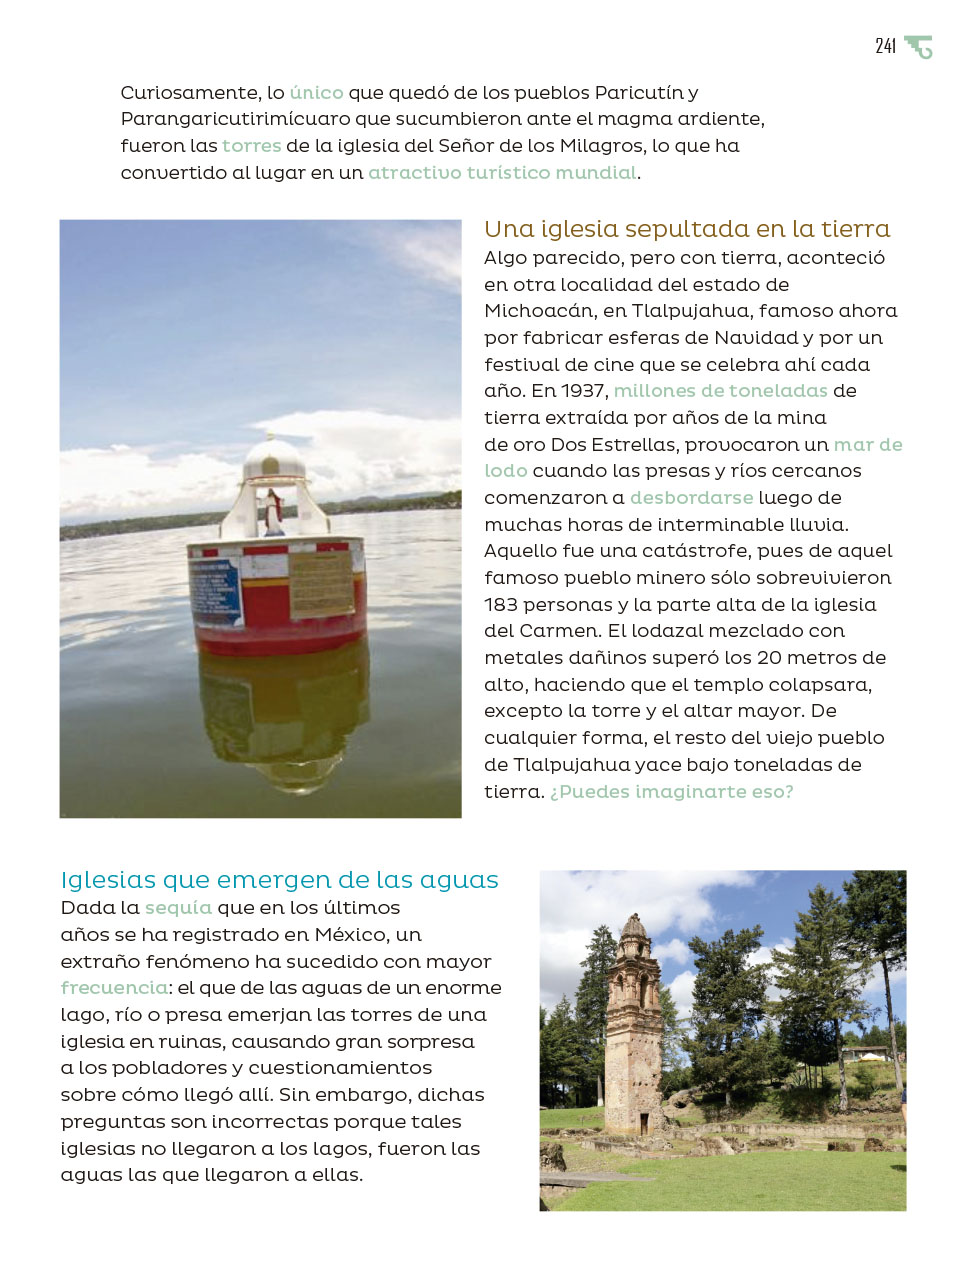 241
Curiosamente, lo único que quedó de los pueblos Paricutín y
Parangaricutirimícuaro que sucumbieron ante el magma ardiente,
fueron las torres de la iglesia del Señor de los Milagros, lo que ha
convertido al lugar en un atractivo turístico mundial.
Una iglesia sepultada en la tierra
Algo parecido, pero con tierra, aconteció
en otra localidad del estado de
Michoacán, en Tlalpujahua, famoso ahora
por fabricar esferas de Navidad y por un
festival de cine que se celebra ahí cada
año. En 1937, millones de toneladas de
tierra extraída por años de la mina
de oro Dos Estrellas, provocaron un mar de
lodo cuando las presas y ríos cercanos
comenzaron a desbordarse luego de
muchas horas de interminable lluvia.
Aquello fue una catástrofe, pues de aquel
famoso pueblo minero sólo sobrevivieron
183 personas y la parte alta de la iglesia
del Carmen. El lodazal mezclado con
metales dañinos superó los 20 metros de
alto, haciendo que el templo colapsara,
excepto la torre y el altar mayor. De
cualquier forma, el resto del viejo pueblo
de Tlalpujahua yace bajo toneladas de
tierra. ¿Puedes imaginarte eso?
Iglesias que emergen de las aguas
Dada la sequía que en los últimos
años se ha registrado en México, un
extraño fenómeno ha sucedido con mayor
frecuencia: el que de las aguas de un enorme
lago, río o presa emerjan las torres de una
iglesia en ruinas, causando gran sorpresa
a los pobladores y cuestionamientos
sobre cómo llegó allí. Sin embargo, dichas
preguntas son incorrectas porque tales
iglesias no llegaron a los lagos, fueron las
aguas las que llegaron a ellas.